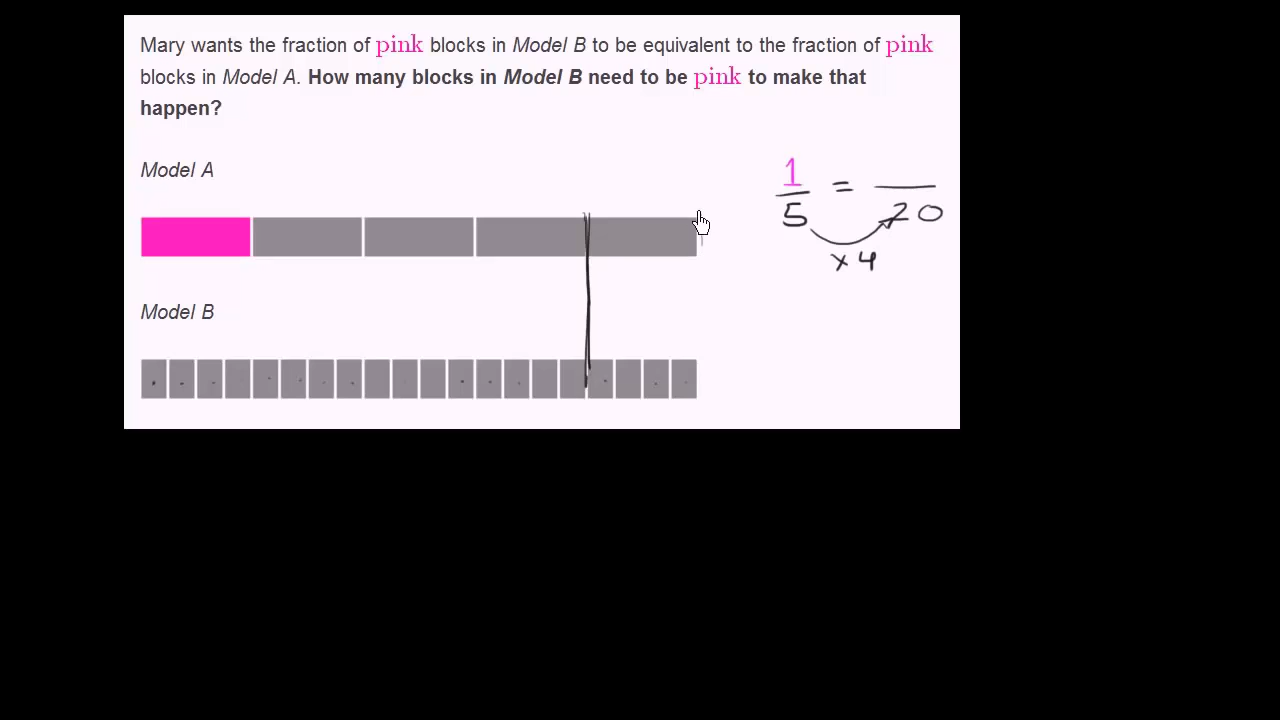 Mary wants the fraction of pink blocks in Model B to be equivalent to the fraction of pink
blocks in Model A. How many blocks in Model B need to be pink to make that
happen?
Model A
1
=
5
20
x 4
Model B